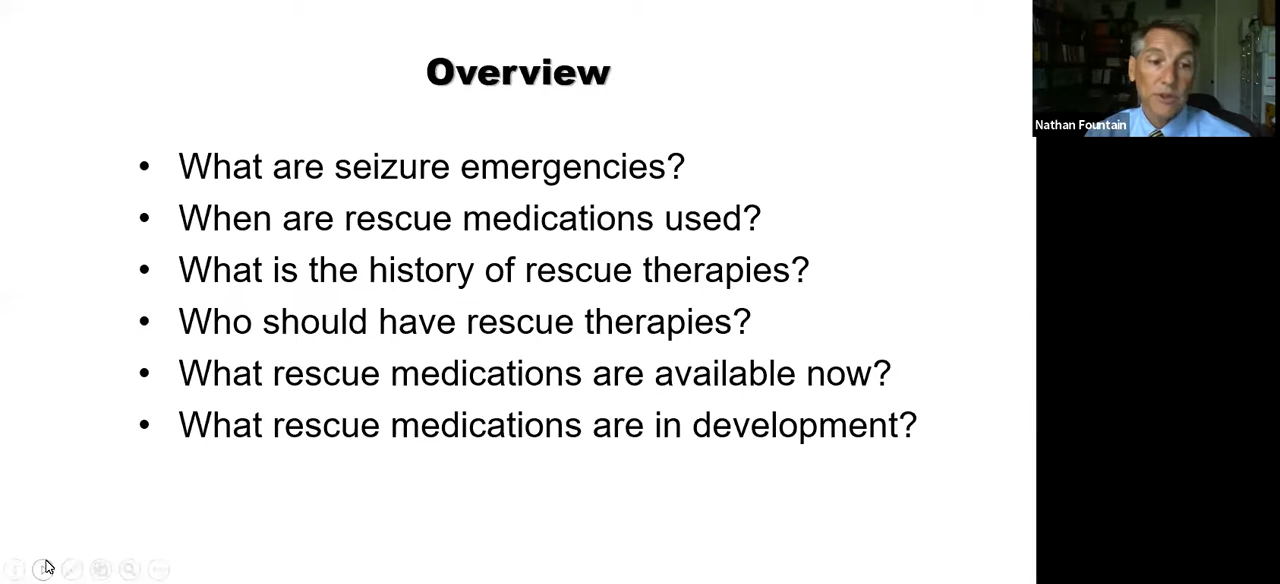 Overview
• What are seizure emergencies?
• When are rescue medications used?
• What is the history of rescue therapies?
• Who should have rescue therapies?
• What rescue medications are available now?
• What rescue medications are in development?
Nathan Fountain